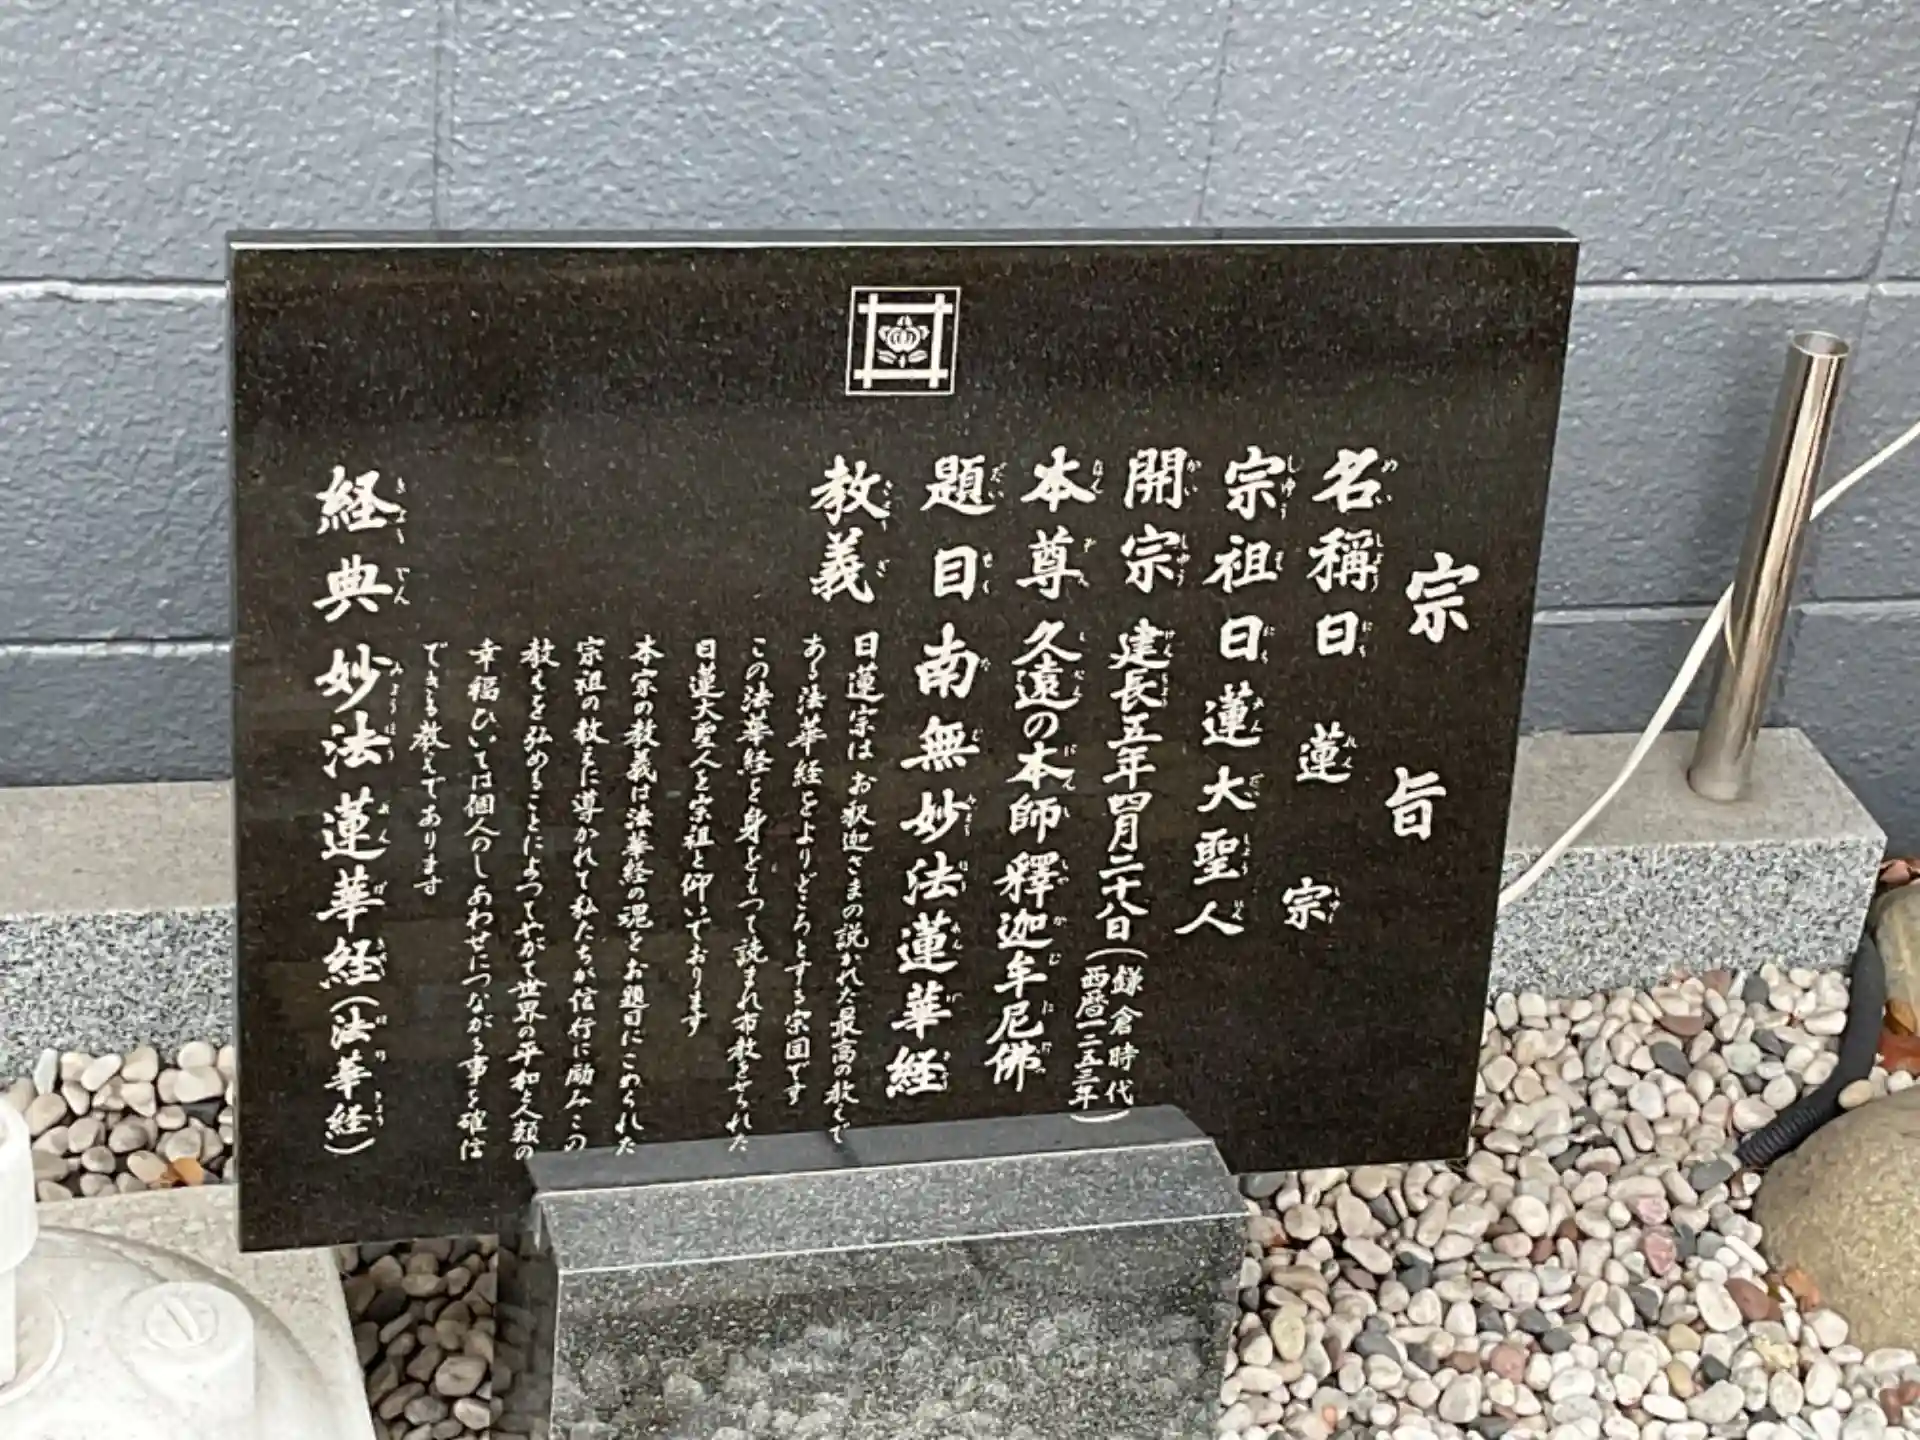 宗旨
名稱 日蓮宗
宗祖 日蓮大聖人
開宗 建長五年四月二十八日(鎌倉時代 西暦一二五三年)
本尊 久遠の本師釋迦牟尼佛
題目 南無妙法蓮華経
教義
日蓮宗はお釈迦さまの説かれた最高の教えで
ある法華経をよりどころとする宗団です
この法華経を身をもって読まれ布教をせられた
日蓮大聖人を宗祖と仰いでおります
本宗の教義は法華経の魂をお題目にこめられた
宗祖の教えに導かれて私たちが信行に励みこの
教えを弘めることによつてやがて世界の平和と人類の
幸福ひいては個人のしあわせにつながる事を確信
できる教えであります
経典 妙法蓮華経(法華経)